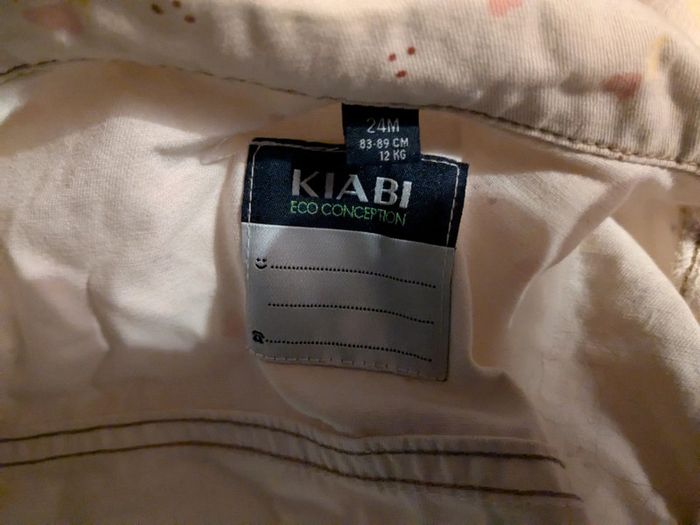 24M
83-89 CM
12 KG
KIABI
ECO CONCEPTION